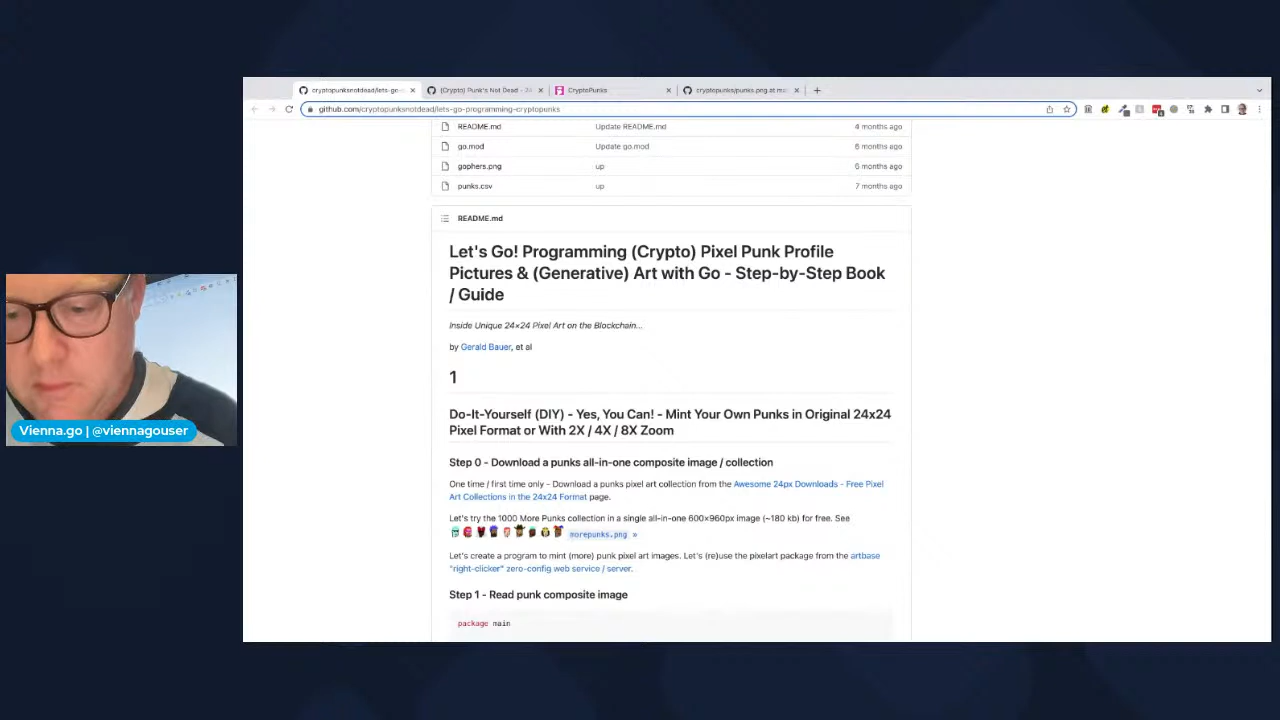 cryptopunksnotdead/lets-go-
(Crypto) Punk's Not Dead - 24
CryptoPunks
cryptopunks/punks.png at ma
github.com/cryptopunksnotdead/lets-go-programming-cryptopunks
README.md Update README.md 4 months ago
go.mod Update go.mod 6 months ago
gophers.png up 6 months ago
punks.csv up 7 months ago
README.md
Let's Go! Programming (Crypto) Pixel Punk Profile
Pictures & (Generative) Art with Go - Step-by-Step Book
/ Guide
Inside Unique 24×24 Pixel Art on the Blockchain...
by Gerald Bauer, et al
1
Do-It-Yourself (DIY) - Yes, You Can! - Mint Your Own Punks in Original 24x24
Pixel Format or With 2X / 4X / 8X Zoom
Step 0 - Download a punks all-in-one composite image / collection
One time / first time only - Download a punks pixel art collection from the Awesome 24px Downloads - Free Pixel
Art Collections in the 24x24 Format page.
Let's try the 1000 More Punks collection in a single all-in-one 600×960px image (~180 kb) for free. See
morepunks.png »
Let's create a program to mint (more) punk pixel art images. Let's (re)use the pixelart package from the artbase
"right-clicker" zero-config web service / server.
Step 1 - Read punk composite image
package main
Vienna.go | @viennagouser